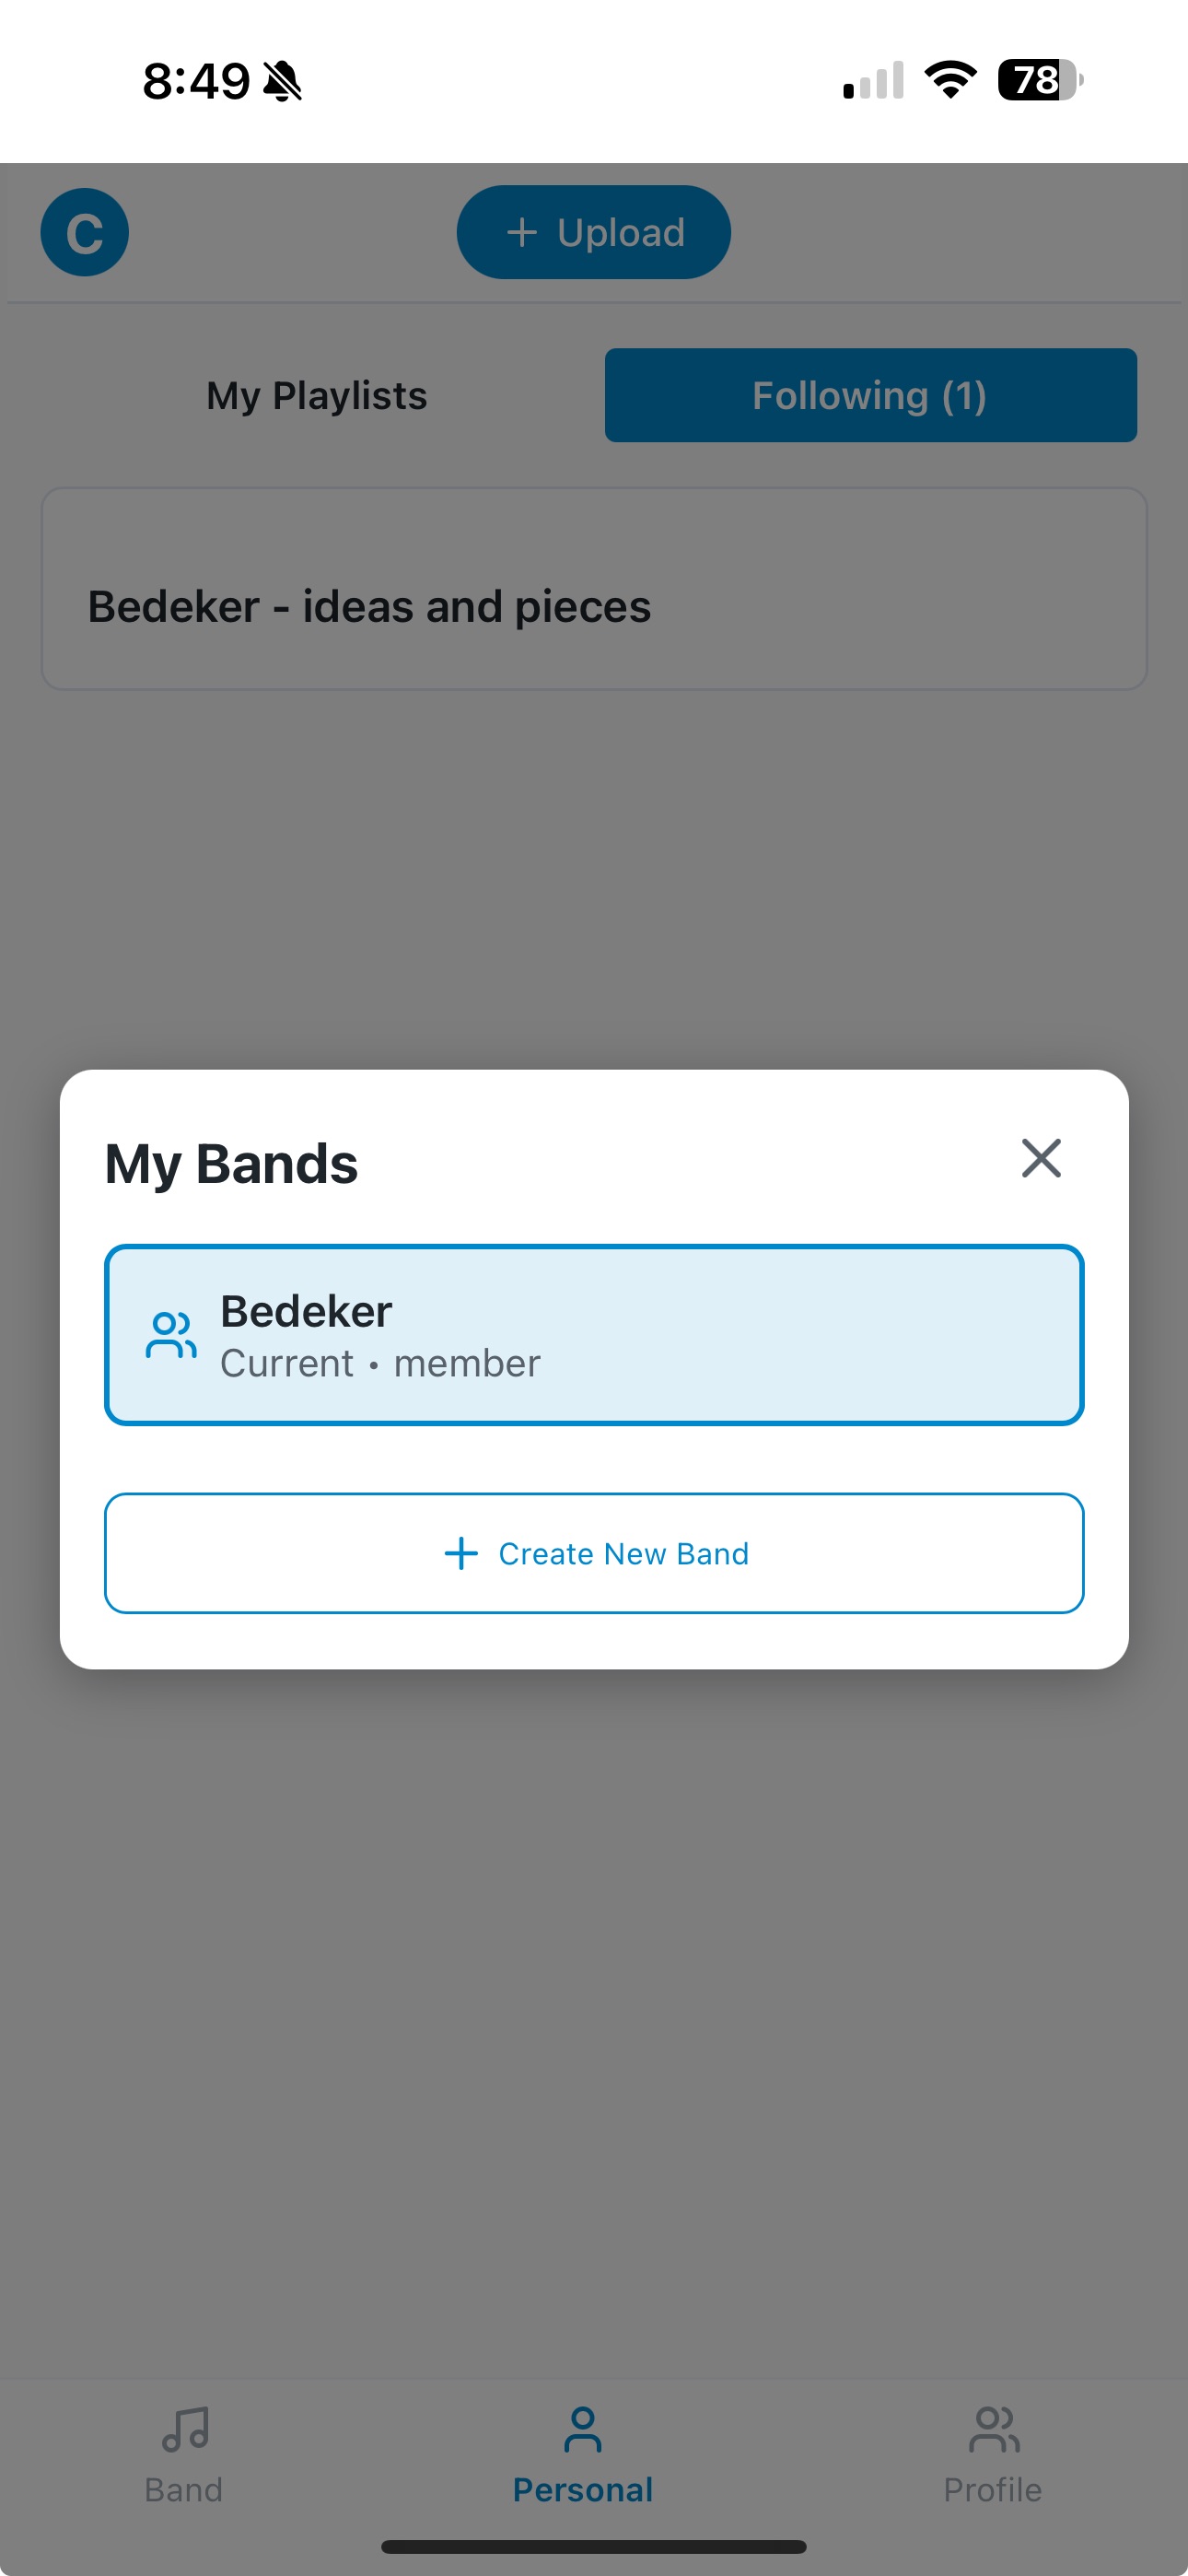 8:49
78
C
+ Upload
My Playlists
Following (1)
Bedeker - ideas and pieces
My Bands
Bedeker
Current • member
+ Create New Band
Band
Personal
Profile